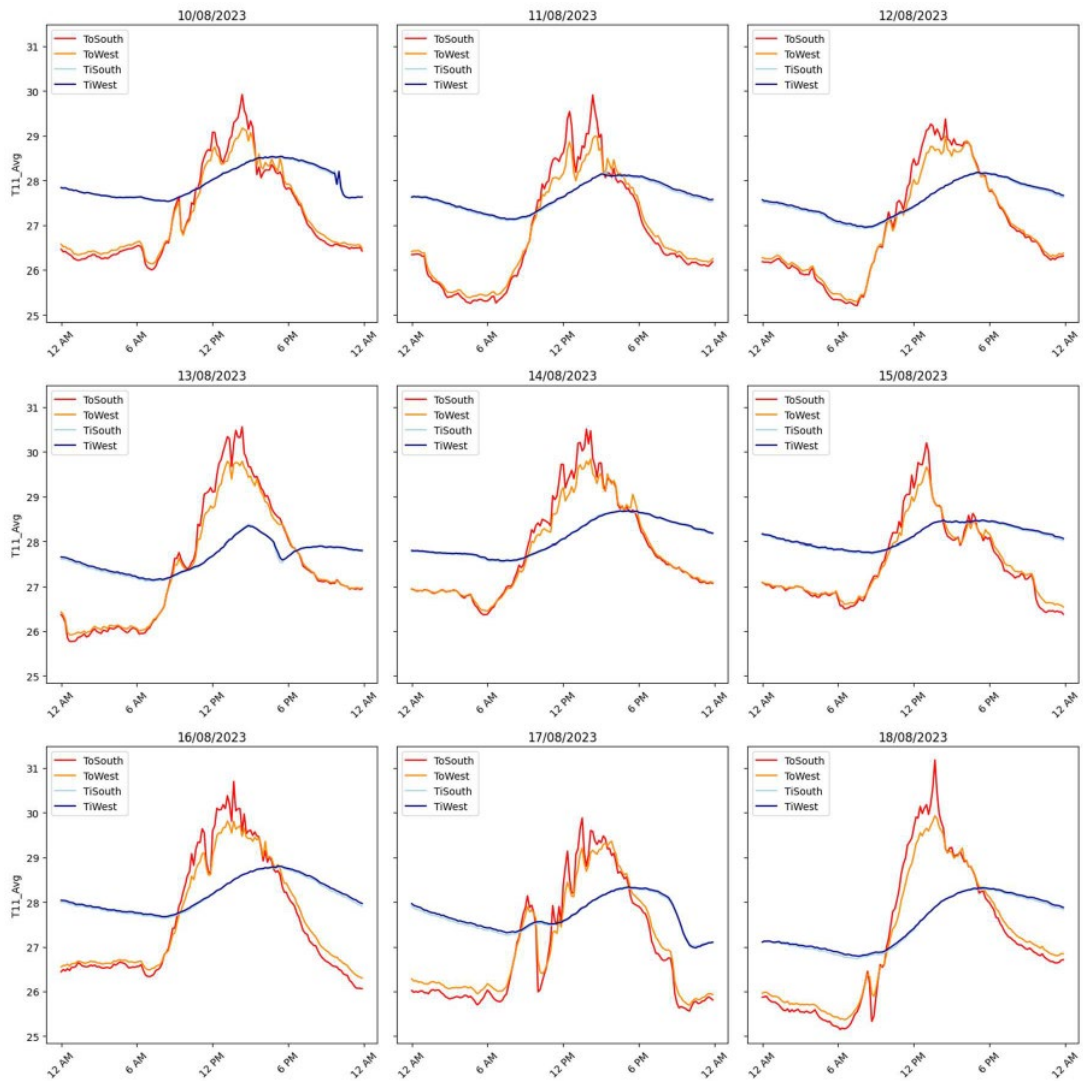 10/08/2023
11/08/2023
12/08/2023
31
30
29
28
27
26
25
T11_Avg
ToSouth
ToWest
TiSouth
TiWest
ToSouth
ToWest
TiSouth
TiWest
ToSouth
ToWest
TiSouth
TiWest
12 AM
6 AM
12 PM
6 PM
12 AM
12 AM
6 AM
12 PM
6 PM
12 AM
12 AM
6 AM
12 PM
6 PM
12 AM
13/08/2023
14/08/2023
15/08/2023
31
30
29
28
27
26
25
T11_Avg
ToSouth
ToWest
TiSouth
TiWest
ToSouth
ToWest
TiSouth
TiWest
ToSouth
ToWest
TiSouth
TiWest
12 AM
6 AM
12 PM
6 PM
12 AM
12 AM
6 AM
12 PM
6 PM
12 AM
12 AM
6 AM
12 PM
6 PM
12 AM
16/08/2023
17/08/2023
18/08/2023
31
30
29
28
27
26
25
T11_Avg
ToSouth
ToWest
TiSouth
TiWest
ToSouth
ToWest
TiSouth
TiWest
ToSouth
ToWest
TiSouth
TiWest
12 AM
6 AM
12 PM
6 PM
12 AM
12 AM
6 AM
12 PM
6 PM
12 AM
12 AM
6 AM
12 PM
6 PM
12 AM